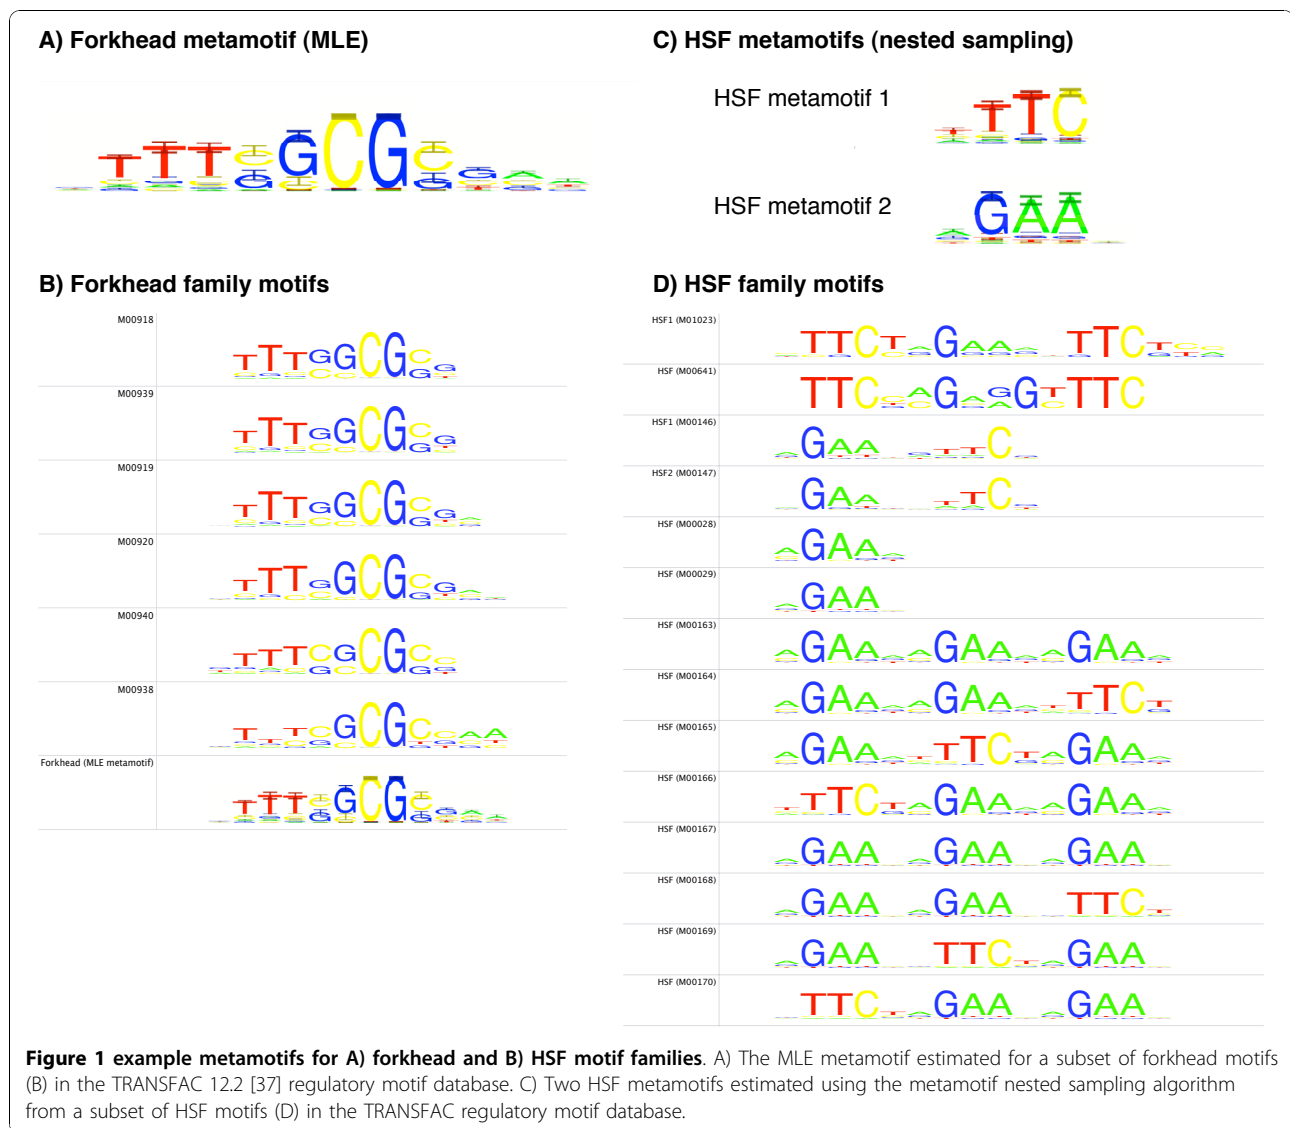 A) Forkhead metamotif (MLE)
B) Forkhead family motifs
M00918
M00939
M00919
M00920
M00940
M00938
Forkhead (MLE metamotif)
C) HSF metamotifs (nested sampling)
HSF metamotif 1
HSF metamotif 2
D) HSF family motifs
HSF1 (M01023)
HSF (M00641)
HSF1 (M00146)
HSF2 (M00147)
HSF (M00028)
HSF (M00029)
HSF (M00163)
HSF (M00164)
HSF (M00165)
HSF (M00166)
HSF (M00167)
HSF (M00168)
HSF (M00169)
HSF (M00170)
Figure 1 example metamotifs for A) forkhead and B) HSF motif families. A) The MLE metamotif estimated for a subset of forkhead motifs
(B) in the TRANSFAC 12.2 [37] regulatory motif database. C) Two HSF metamotifs estimated using the metamotif nested sampling algorithm
from a subset of HSF motifs (D) in the TRANSFAC regulatory motif database.